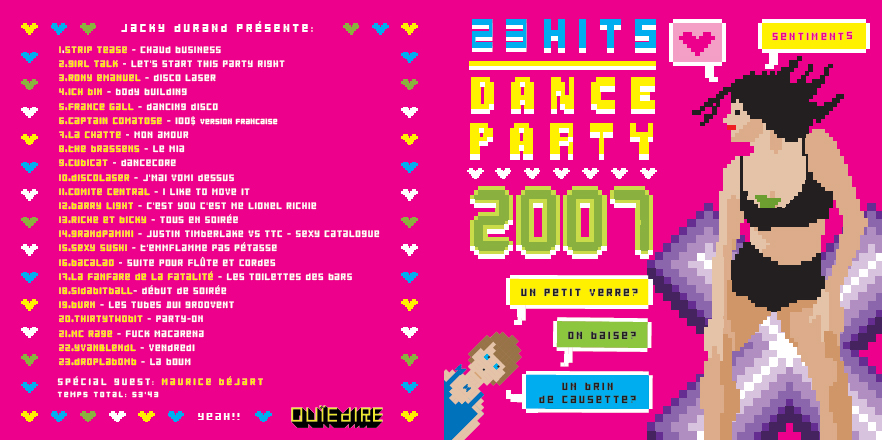 Jacky durand PRÉSENTE:
1.STRIP TEASE - CHAUD BUSINESS
2.GIRL TALK - LET'S START THIS PARTY RIGHT
3.ROMY EMANUEL - DISCO LASER
4.ICH BIN - BODY BUILDING
5.FRANCE GALL - DANCING DISCO
6.CAPTAIN COMATOSE - 100$ VERSION FRANCAISE
7.LA CHATTE - MON AMOUR
8.THE BRASSENS - LE MIA
9.CUBICAT - DANCECORE
10.DISCOLASER - J'MAI VOMI DESSUS
11.COMITE CENTRAL - I LIKE TO MOVE IT
12.BARRY LIGHT - C'EST YOU C'EST ME LIONEL RICHIE
13.RICHE ET BICKY - TOUS EN SOIRÉE
14.GRANDPAMINI - JUSTIN TIMBERLAKE VS TTC - SEXY CATALOGUE
15.SEXY SUSHI - T'ENMFLAMME PAS PÉTASSE
16.BACALAO - SUITE POUR FLÛTE ET CORDES
17.LA FANFARE DE LA FATALITÉ - LES TOILETTES DES BARS
18.SIDABITBALL- DÉBUT DE SOIRÉE
19.BURN - LES TUBES QUI GROOVENT
20.THIRTYTWOBIT - PARTY-ON
21.MC RAGE - FUCK MACARENA
22.YVANBLENDL - VENDREDI
23.DROPLABOMB - LA BOUM
SPÉCIAL GUEST: MAURICE BÉJART
TEMPS TOTAL: 53'43
YEAH!!
OUÏEDIRE
23 HITS
DANCE
PARTY
2007
SENTIMENTS
UN PETIT VERRE?
ON BAISE?
UN BRIN
DE CAUSETTE?